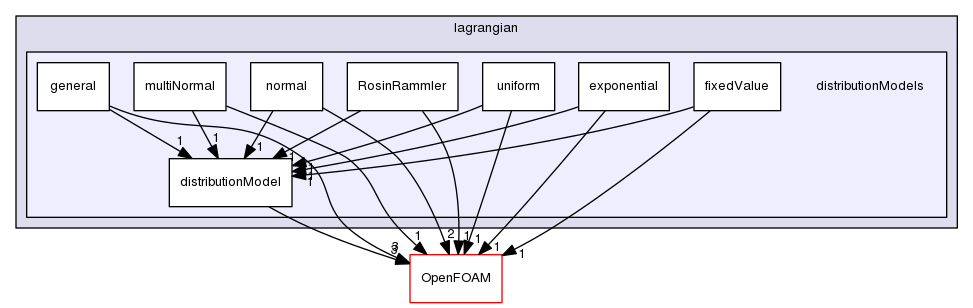 lagrangian
general
multiNormal
normal
RosinRammler
uniform
exponential
fixedValue
distributionModels
1
1
1
1
1
distributionModel
1
2
1
1
1
1
3
OpenFOAM